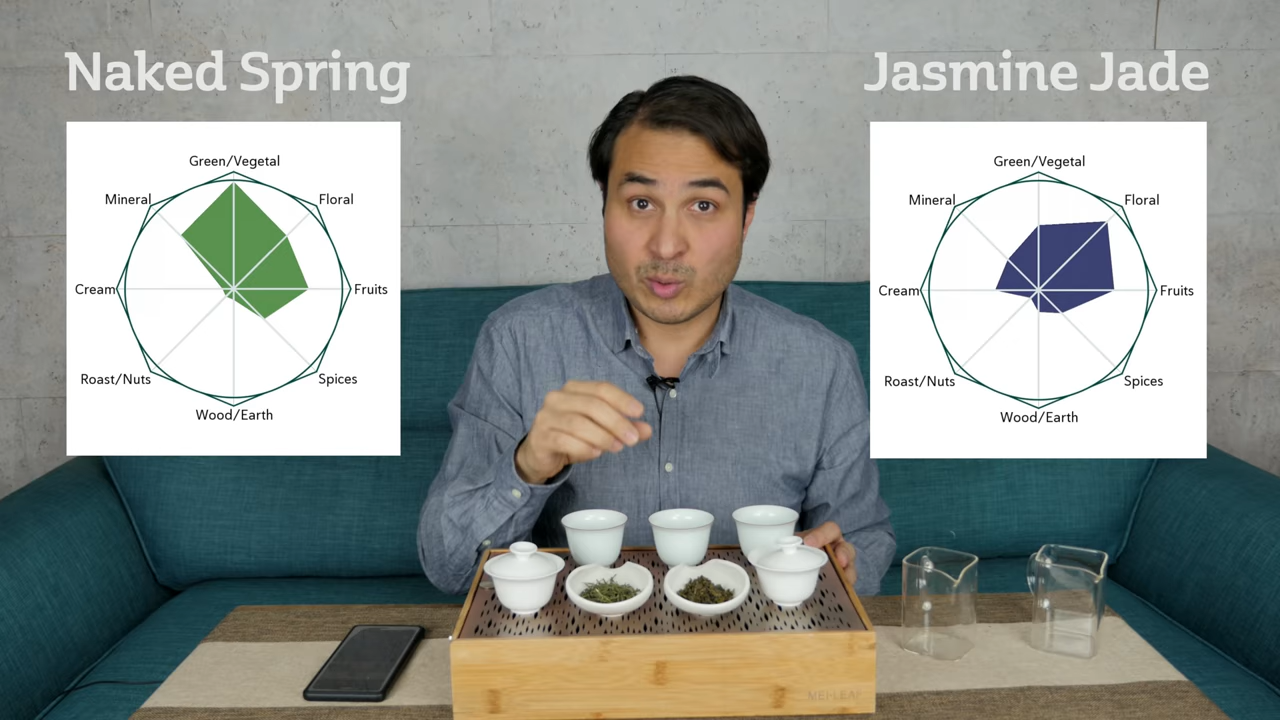 Naked Spring
Green/Vegetal
Mineral
Floral
Cream
Fruits
Roast/Nuts
Spices
Wood/Earth
Jasmine Jade
Green/Vegetal
Mineral
Floral
Cream
Fruits
Roast/Nuts
Spices
Wood/Earth
MEI·LEAF